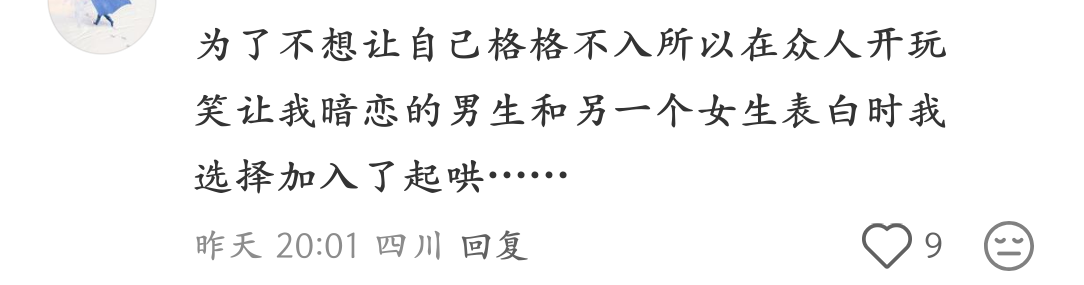 为了不想让自己格格不入所以在众人开玩
笑让我暗恋的男生和另一个女生表白时我
选择加入了起哄……
昨天 20:01 四川 回复 9